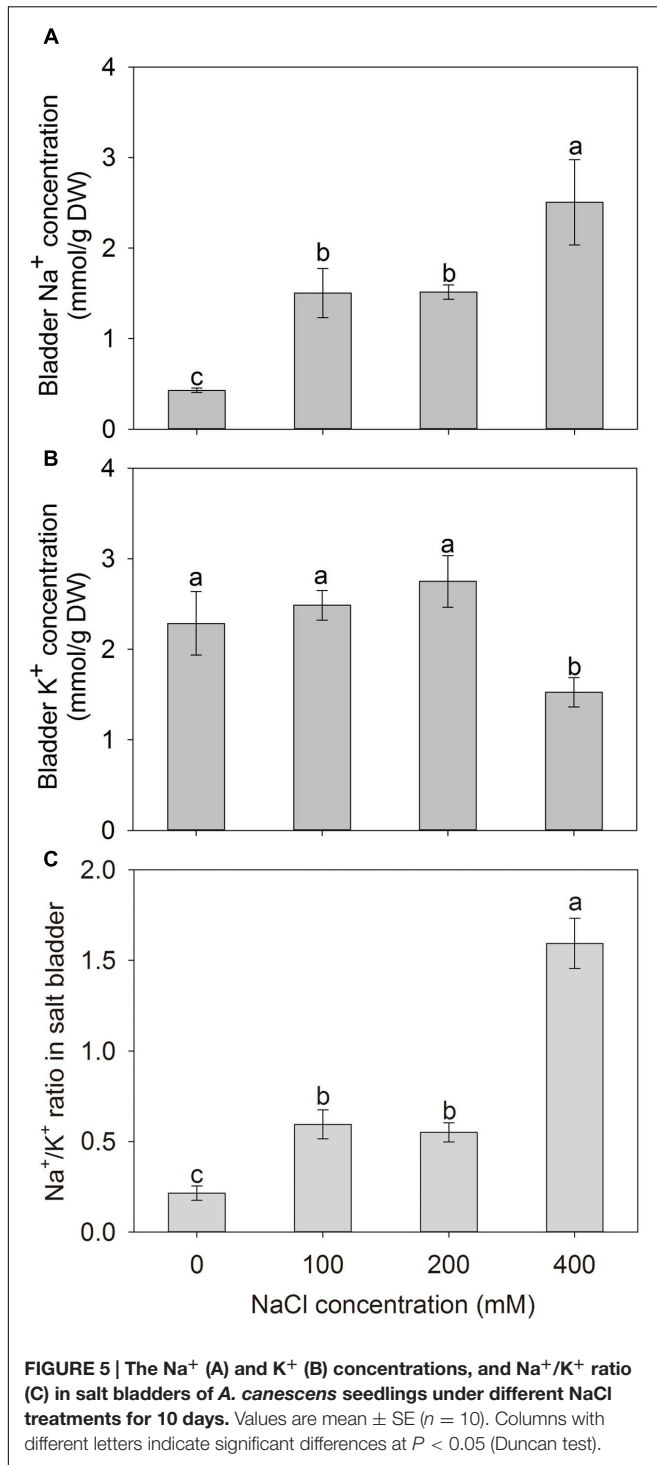 A
Bladder Na⁺ concentration
(mmol/g DW)
4
3
2
1
0
c
b
b
a
B
Bladder K⁺ concentration
(mmol/g DW)
4
3
2
1
0
a
a
a
b
C
Na⁺/K⁺ ratio in salt bladder
2.0
1.5
1.0
0.5
0.0
c
b
b
a
0 100 200 400
NaCl concentration (mM)
FIGURE 5 | The Na⁺ (A) and K⁺ (B) concentrations, and Na⁺/K⁺ ratio
(C) in salt bladders of A. canescens seedlings under different NaCl
treatments for 10 days. Values are mean ± SE (n = 10). Columns with
different letters indicate significant differences at P < 0.05 (Duncan test).